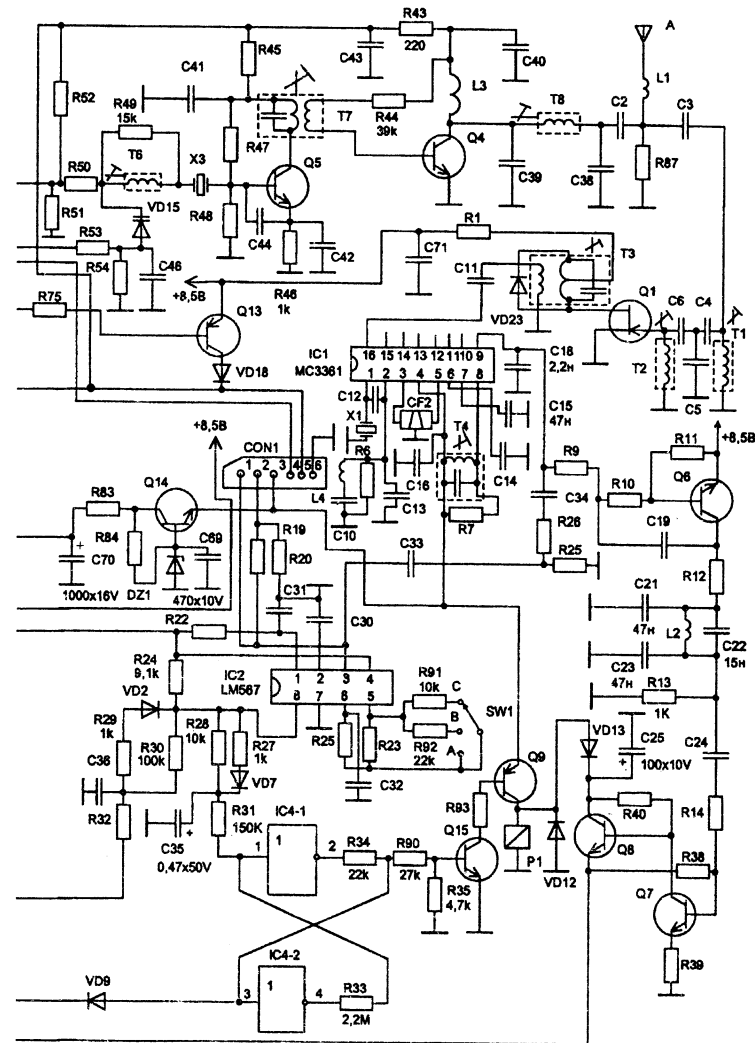 R43
220
A
C43
C40
R45
C41
L1
L3
R52
R49
15k
T8
C2
C3
T7
R44
39k
T6
X3
R47
Q4
R50
Q5
R87
C39
C38
R51
VD15
R48
R1
R53
C44
C42
C71
T3
R54
C46
C11
+8,5В
R46
1k
Q1
C6
C4
R75
Q13
VD23
IC1
MC3361
16
15
14
13
12
11
10
9
1
2
3
4
5
6
7
8
C18
2,2н
T2
T1
VD18
C5
C12
CF2
C15
47н
+8,5В
X1
R11
+8,5В
CON1
1
2
3
4
5
6
R6
T4
R9
Q6
R10
Q14
C16
C14
L4
C34
R83
C13
R7
C10
R19
R26
C19
R84
C69
R20
C33
R25
R12
C70
1000x16V
DZ1
470x10V
C31
C21
47н
L2
R22
C30
C22
15н
C23
47н
R24
9,1k
IC2
LM567
1
2
3
4
8
7
6
5
R91
10k
C
SW1
R13
1K
VD2
B
VD13
R29
1k
R28
10k
R27
1k
R25
R23
R92
22k
A
Q9
C25
100x10V
C24
C36
R30
100k
VD7
C32
R40
R14
R32
R31
150K
IC4-1
R93
C35
0,47x50V
1
1
2
R34
22k
R90
27k
Q15
P1
VD12
Q8
R38
R35
4,7k
Q7
IC4-2
R39
VD9
3
1
4
R33
2,2M